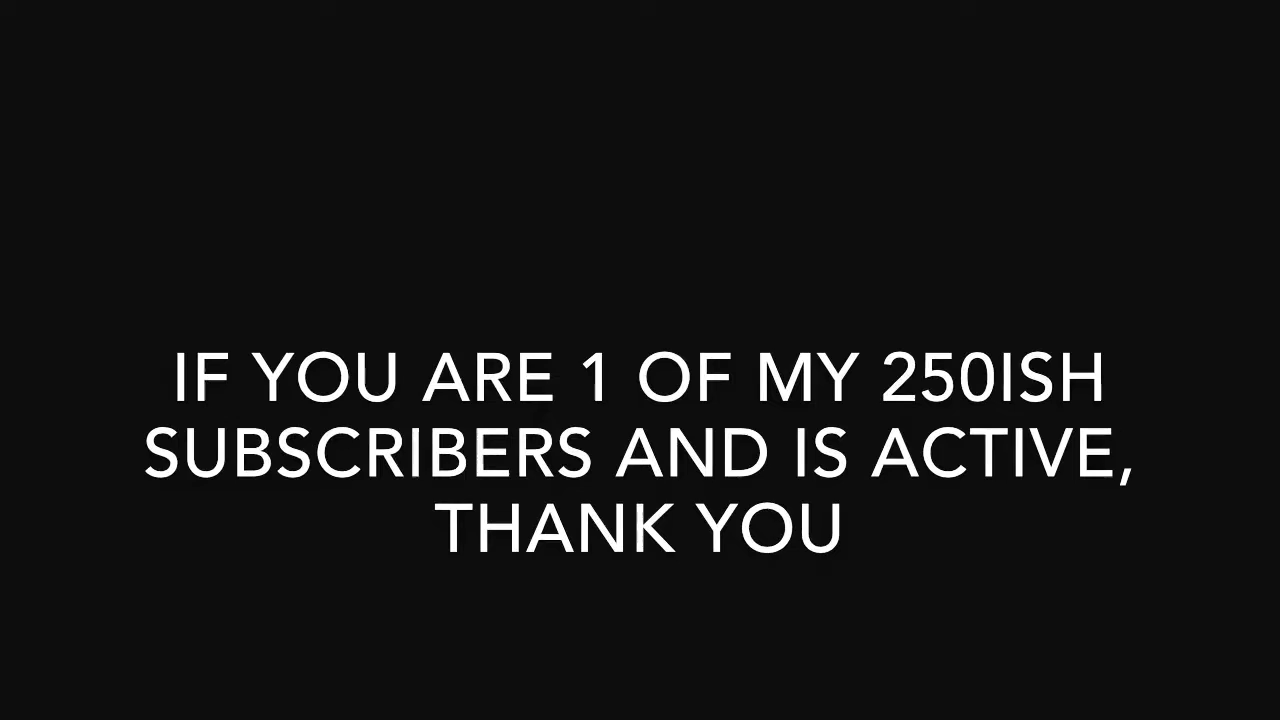 IF YOU ARE 1 OF MY 250ISH
SUBSCRIBERS AND IS ACTIVE,
THANK YOU